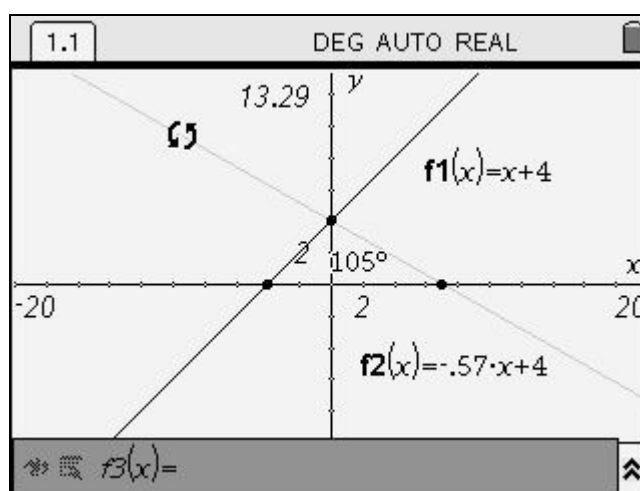 1.1 DEG AUTO REAL
13.29 y
f1(x)=x+4
2 105° x
-20 2 20
f2(x)=-.57·x+4
f3(x)=